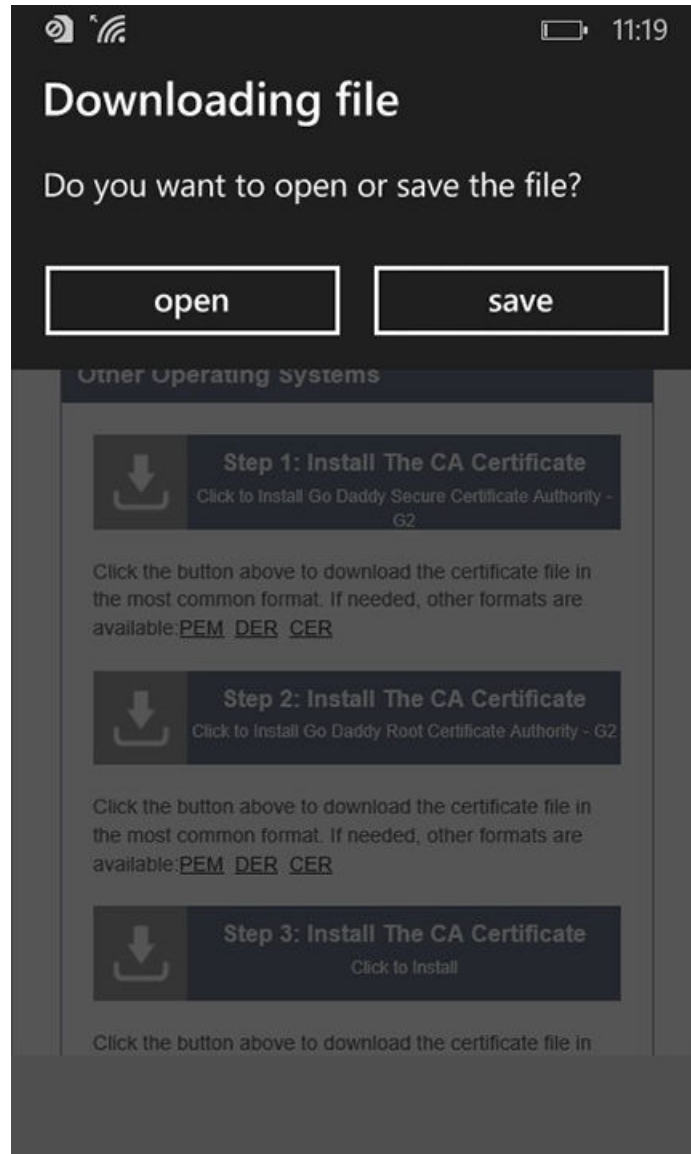 11:19
Downloading file
Do you want to open or save the file?
open
save
Other Operating Systems
Step 1: Install The CA Certificate
Click to Install Go Daddy Secure Certificate Authority -
G2
Click the button above to download the certificate file in
the most common format. If needed, other formats are
available:PEM DER CER
Step 2: Install The CA Certificate
Click to Install Go Daddy Root Certificate Authority - G2
Click the button above to download the certificate file in
the most common format. If needed, other formats are
available:PEM DER CER
Step 3: Install The CA Certificate
Click to Install
Click the button above to download the certificate file in